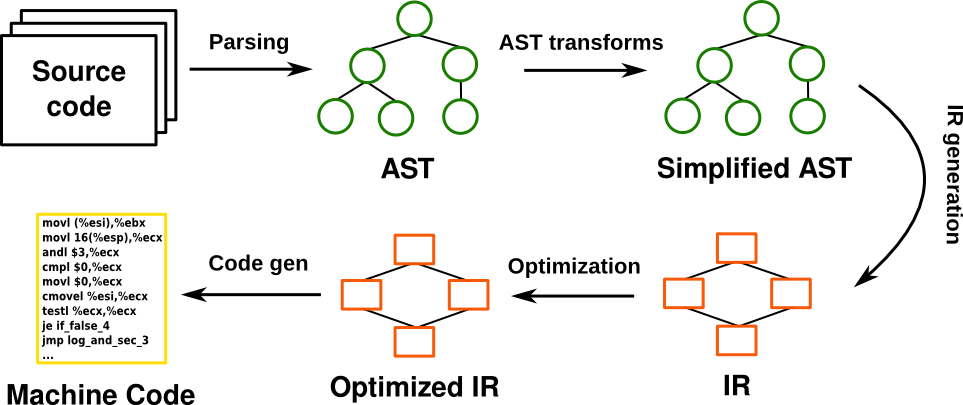 Source
code
Parsing
AST
AST transforms
Simplified AST
IR generation
IR
Optimization
Optimized IR
Code gen
movl (%esi),%ebx
movl 16(%esp),%ecx
andl $3,%ecx
cmpl $0,%ecx
movl $0,%ecx
cmovel %esi,%ecx
testl %ecx,%ecx
je if_false_4
jmp log_and_sec_3
...
Machine Code